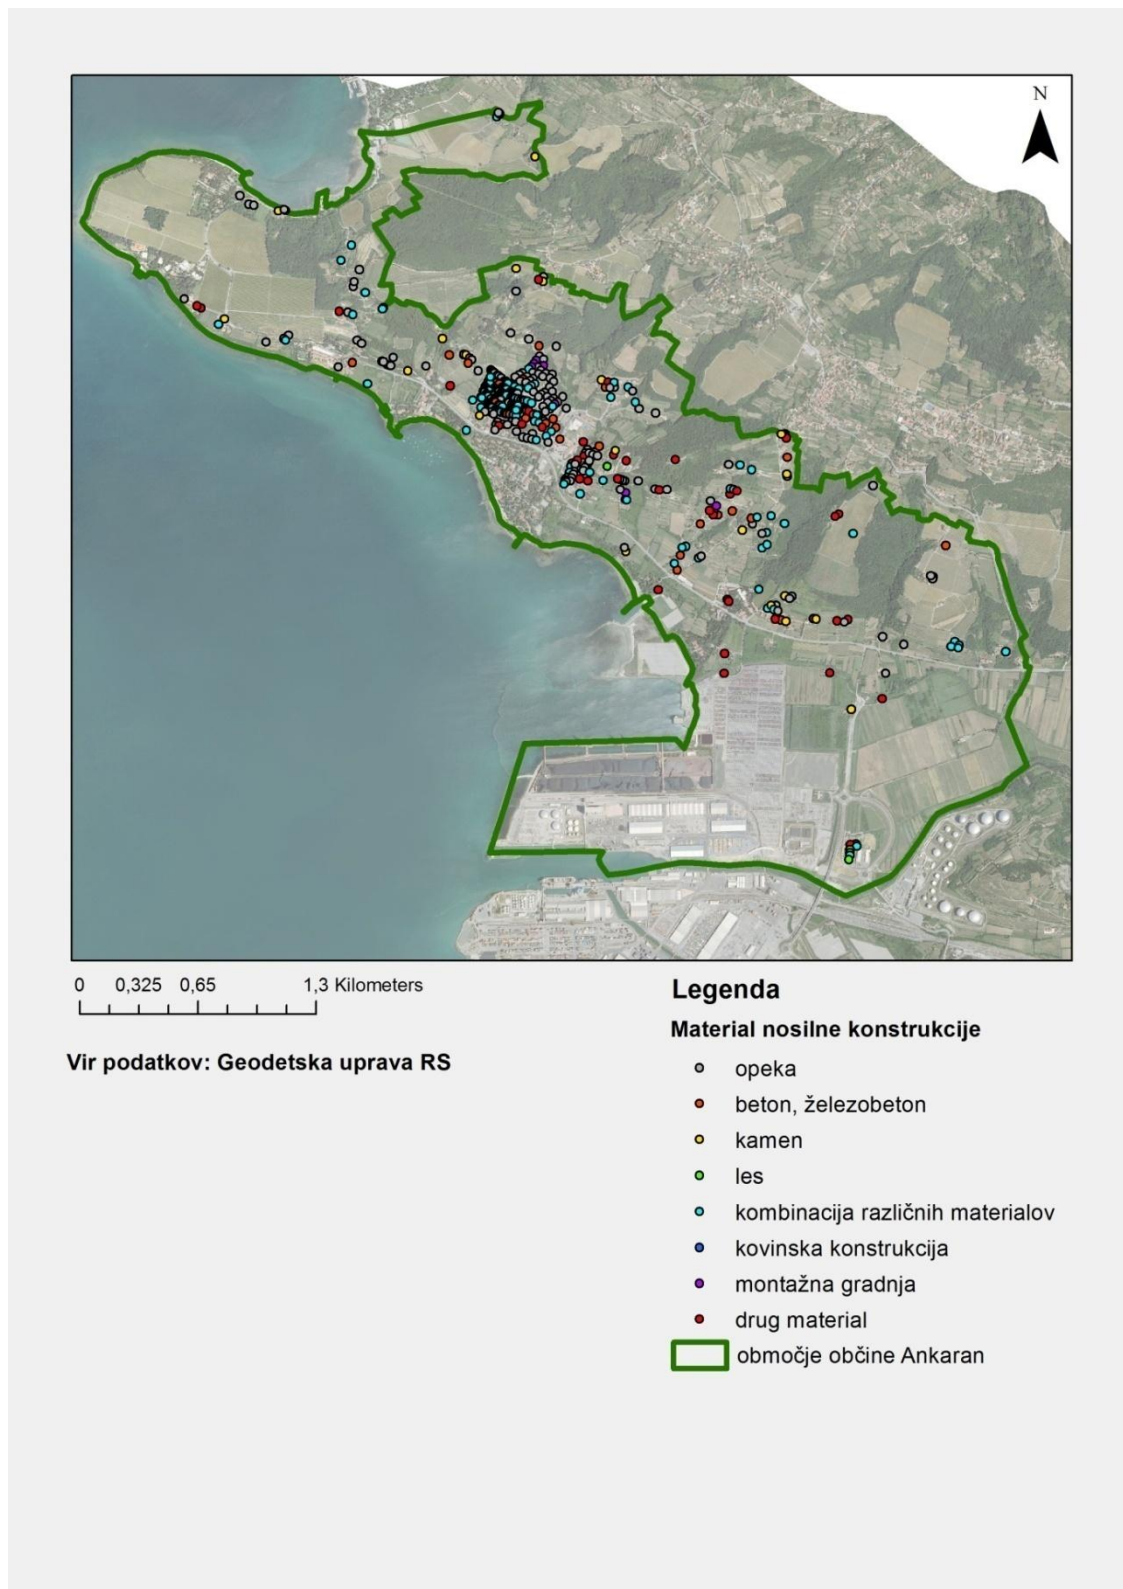 N
0 0,325 0,65 1,3 Kilometers
Vir podatkov: Geodetska uprava RS
Legenda
Material nosilne konstrukcije
opeka
beton, železobeton
kamen
les
kombinacija različnih materialov
kovinska konstrukcija
montažna gradnja
drug material
območje občine Ankaran